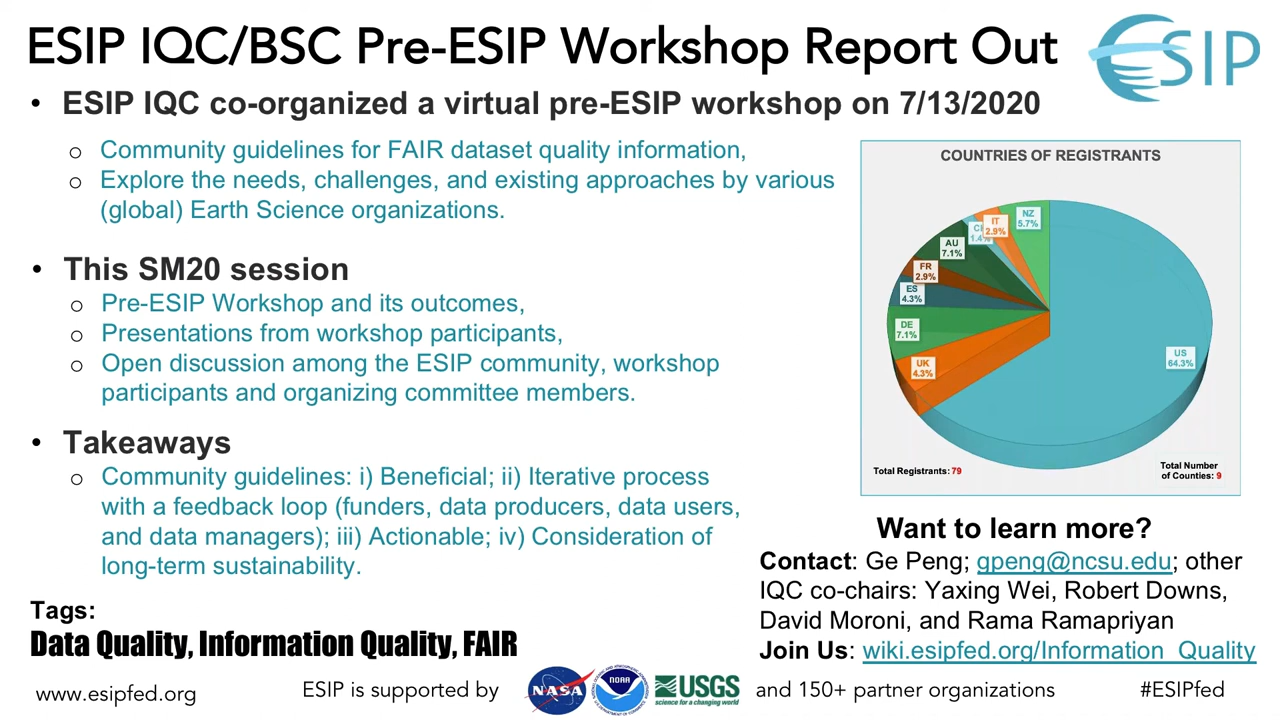 ESIP IQC/BSC Pre-ESIP Workshop Report Out
ESIP
• ESIP IQC co-organized a virtual pre-ESIP workshop on 7/13/2020
o Community guidelines for FAIR dataset quality information,
o Explore the needs, challenges, and existing approaches by various
(global) Earth Science organizations.
• This SM20 session
o Pre-ESIP Workshop and its outcomes,
o Presentations from workshop participants,
o Open discussion among the ESIP community, workshop
participants and organizing committee members.
• Takeaways
o Community guidelines: i) Beneficial; ii) Iterative process
with a feedback loop (funders, data producers, data users,
and data managers); iii) Actionable; iv) Consideration of
long-term sustainability.
Tags:
Data Quality, Information Quality, FAIR
COUNTRIES OF REGISTRANTS
NZ
5.7%
IT
2.9%
1.4%
AU
7.1%
FR
2.9%
ES
4.3%
DE
7.1%
UK
4.3%
US
64.3%
Total Registrants: 79
Total Number
of Counties: 9
Want to learn more?
Contact: Ge Peng; gpeng@ncsu.edu; other
IQC co-chairs: Yaxing Wei, Robert Downs,
David Moroni, and Rama Ramapriyan
Join Us: wiki.esipfed.org/Information_Quality
www.esipfed.org
ESIP is supported by
NASA
NOAA
USGS
science for a changing world
and 150+ partner organizations
#ESIPfed